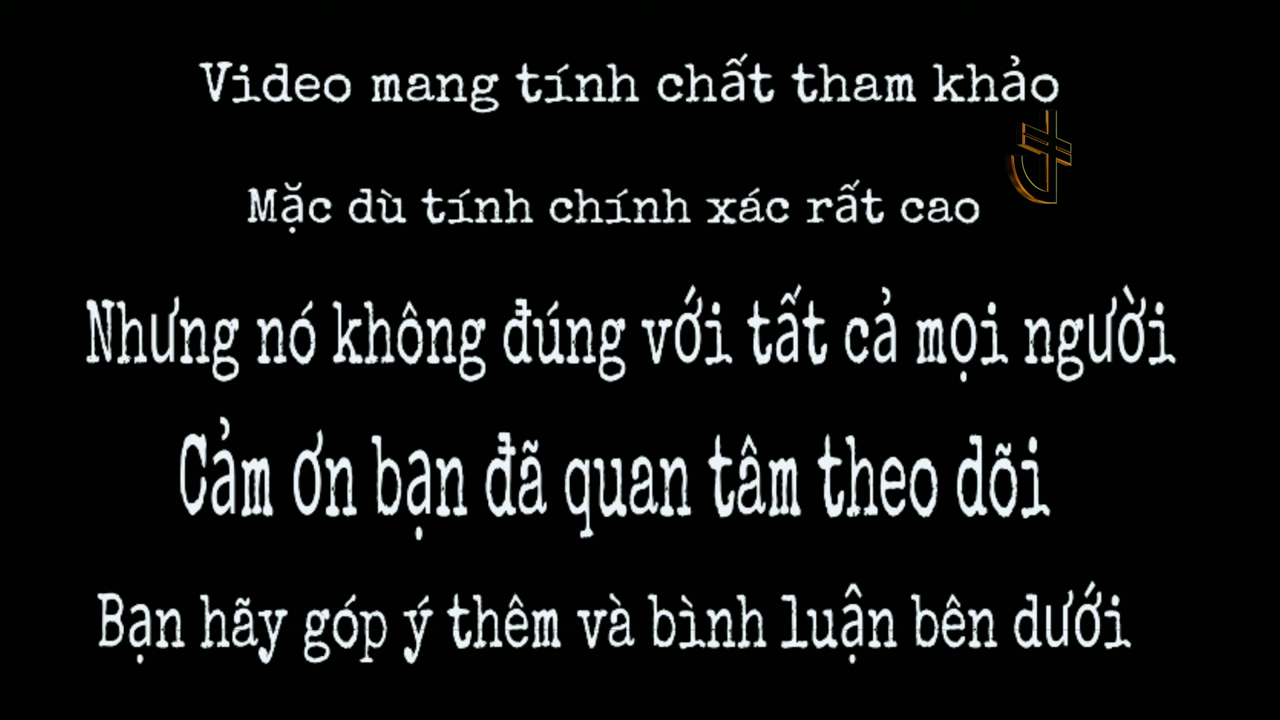 Video mang tính chất tham khảo
Mặc dù tính chính xác rất cao
Nhưng nó không đúng với tất cả mọi người
Cảm ơn bạn đã quan tâm theo dõi
Bạn hãy góp ý thêm và bình luận bên dưới